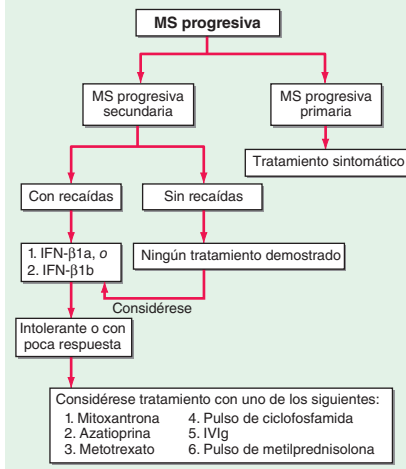 MS progresiva
MS progresiva
secundaria
MS progresiva
primaria
Tratamiento sintomático
Con recaídas
Sin recaídas
1. IFN-β1a, o
2. IFN-β1b
Ningún tratamiento demostrado
Considérese
Intolerante o con
poca respuesta
Considérese tratamiento con uno de los siguientes:
1. Mitoxantrona
2. Azatioprina
3. Metotrexato
4. Pulso de ciclofosfamida
5. IVIg
6. Pulso de metilprednisolona